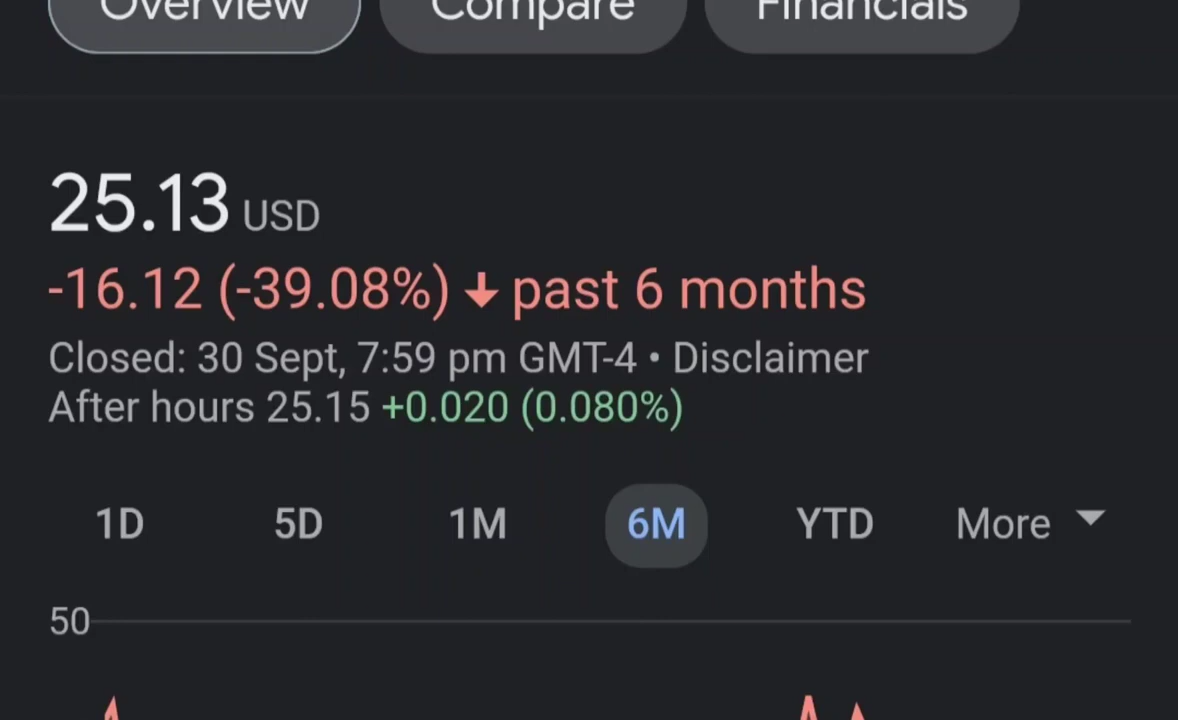 Overview Compare Financials
25.13 USD
-16.12 (-39.08%) ↓ past 6 months
Closed: 30 Sept, 7:59 pm GMT-4 • Disclaimer
After hours 25.15 +0.020 (0.080%)
1D 5D 1M 6M YTD More
50